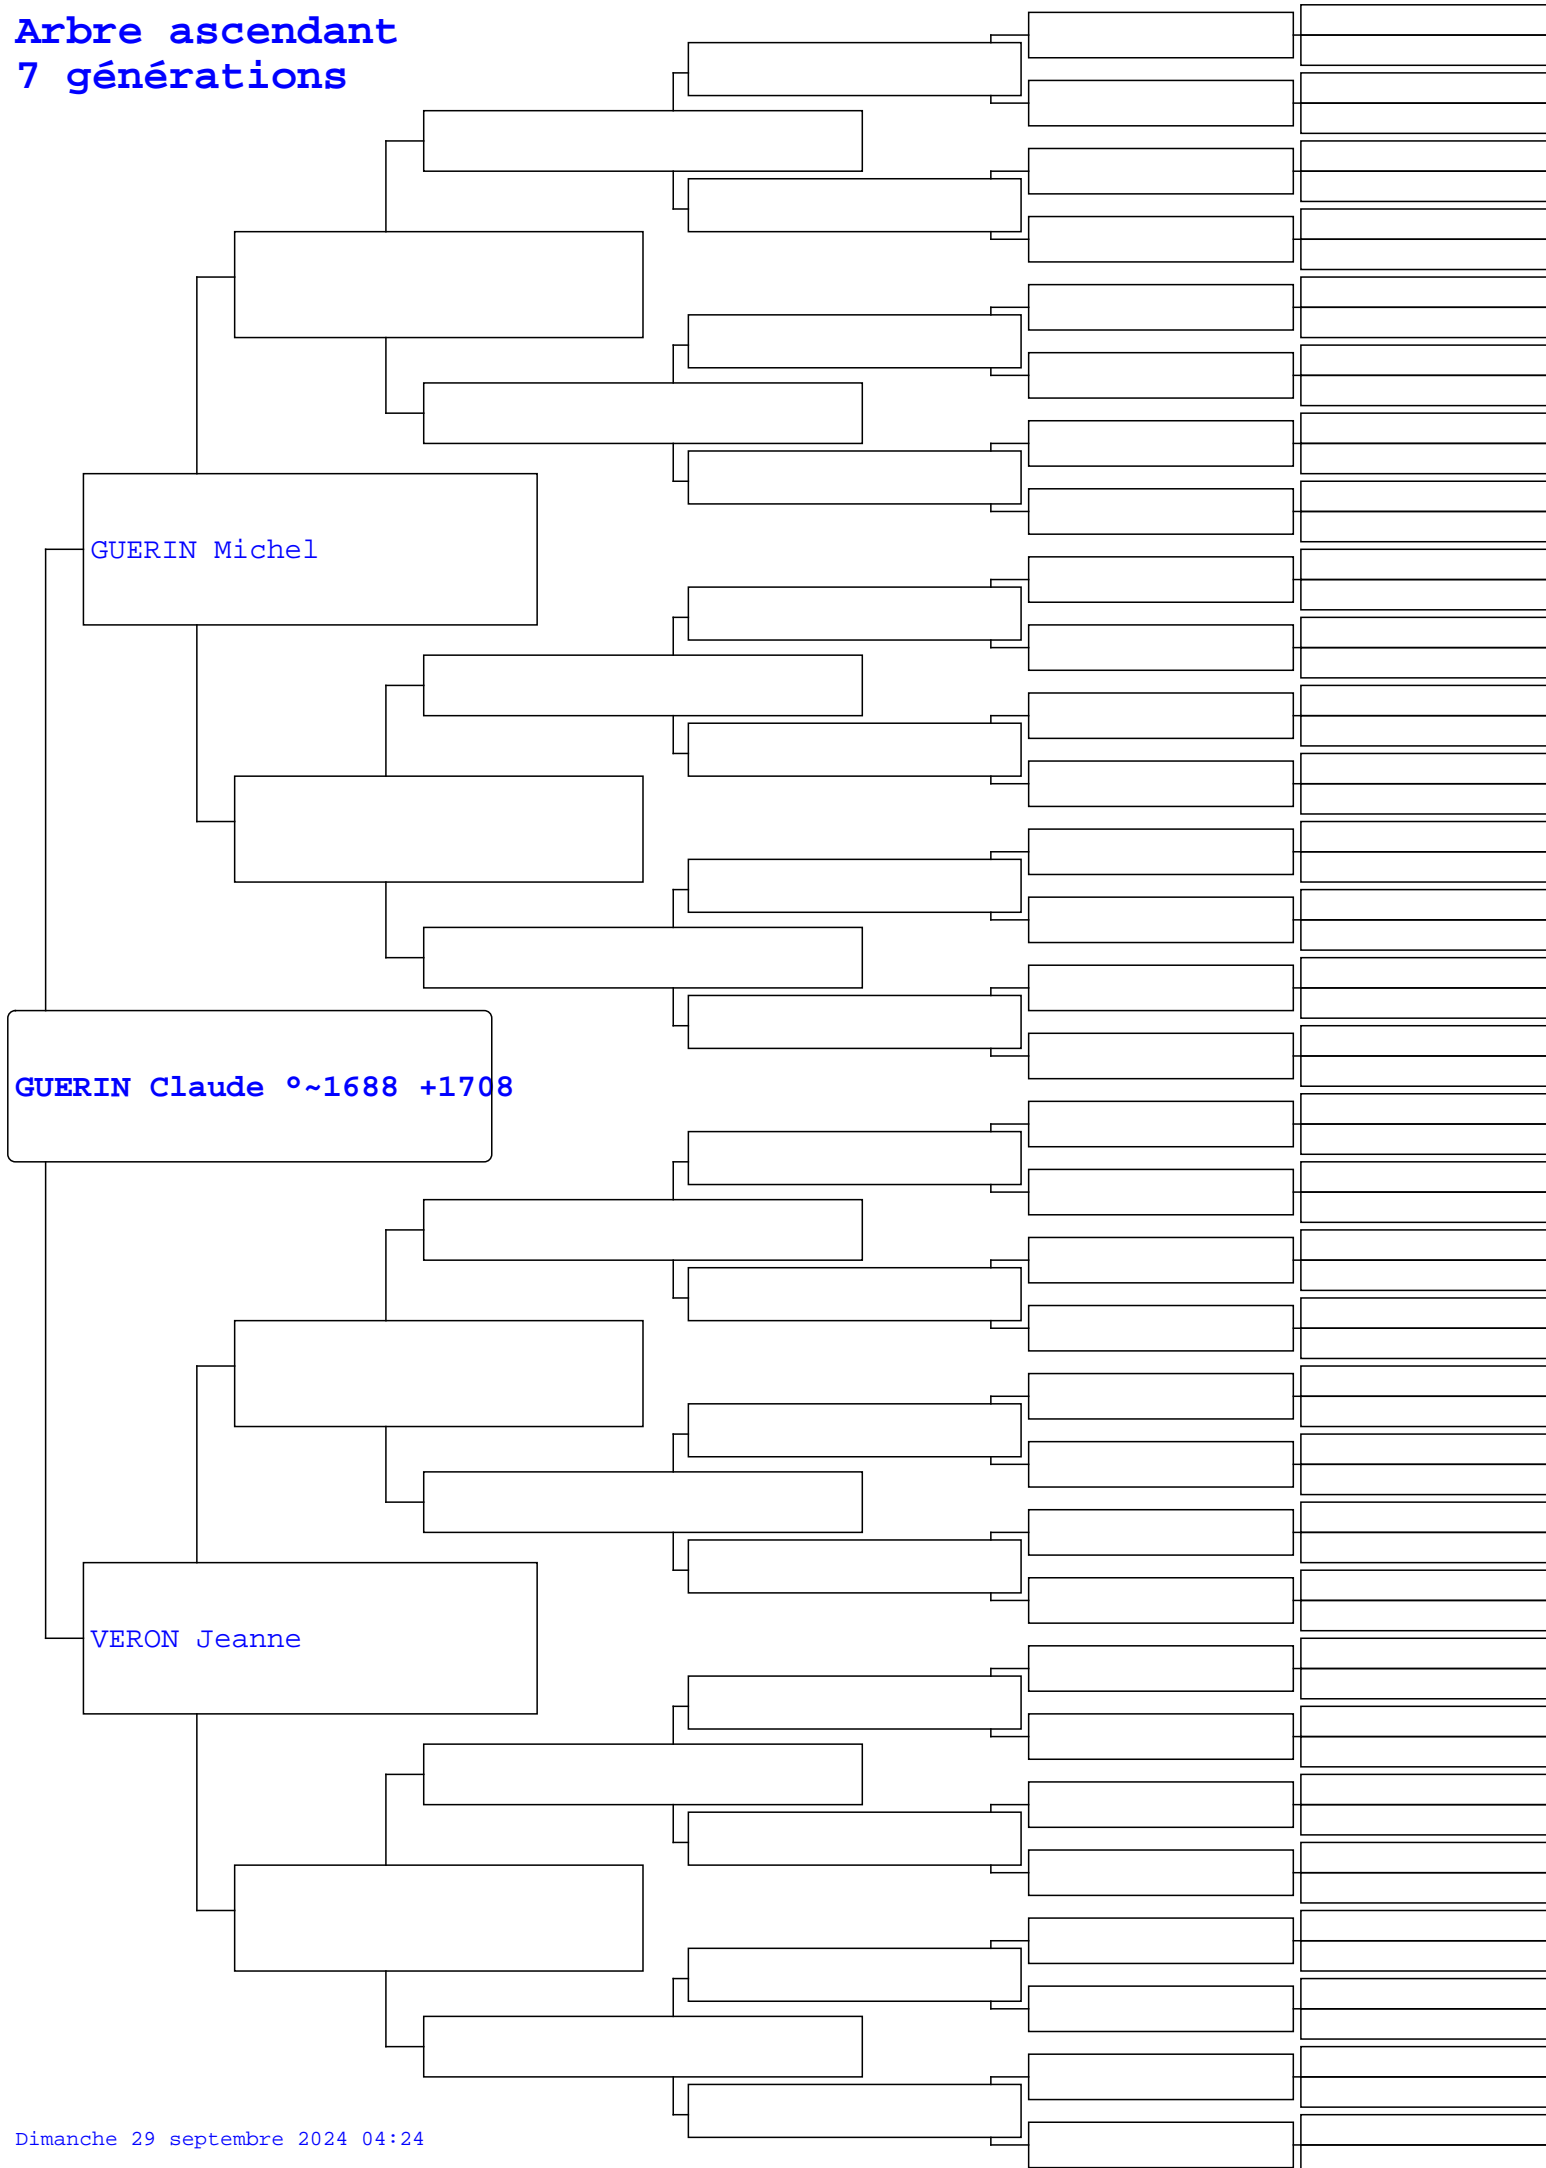 Arbre ascendant
7 générations
GUERIN Michel
GUERIN Claude °~1688 +1708
VERON Jeanne
Dimanche 29 septembre 2024 04:24